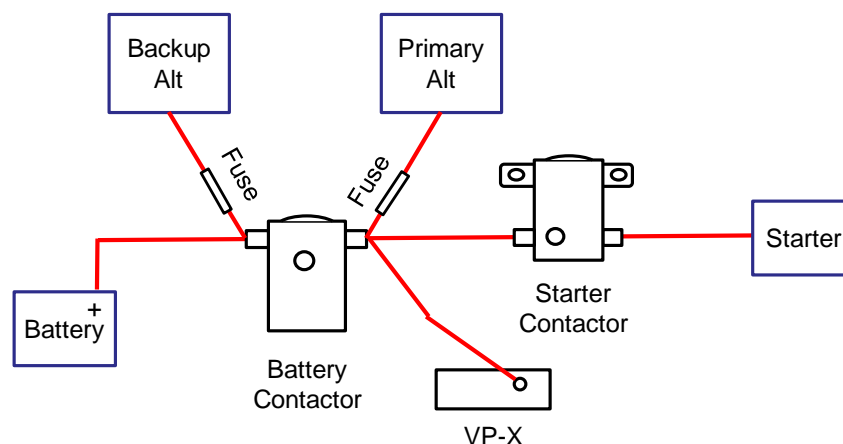 Backup
Alt
Primary
Alt
Fuse
Fuse
Starter
+
Battery
Starter
Contactor
Battery
Contactor
VP-X